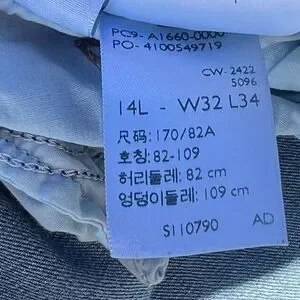 PC9- A1660-0000
PO- 4100549719
CW-2422
5096
14L - W32 L34
尺码: 170/82A
호칭: 82-109
허리둘레: 82 cm
엉덩이둘레: 109 cm
S110790 AD